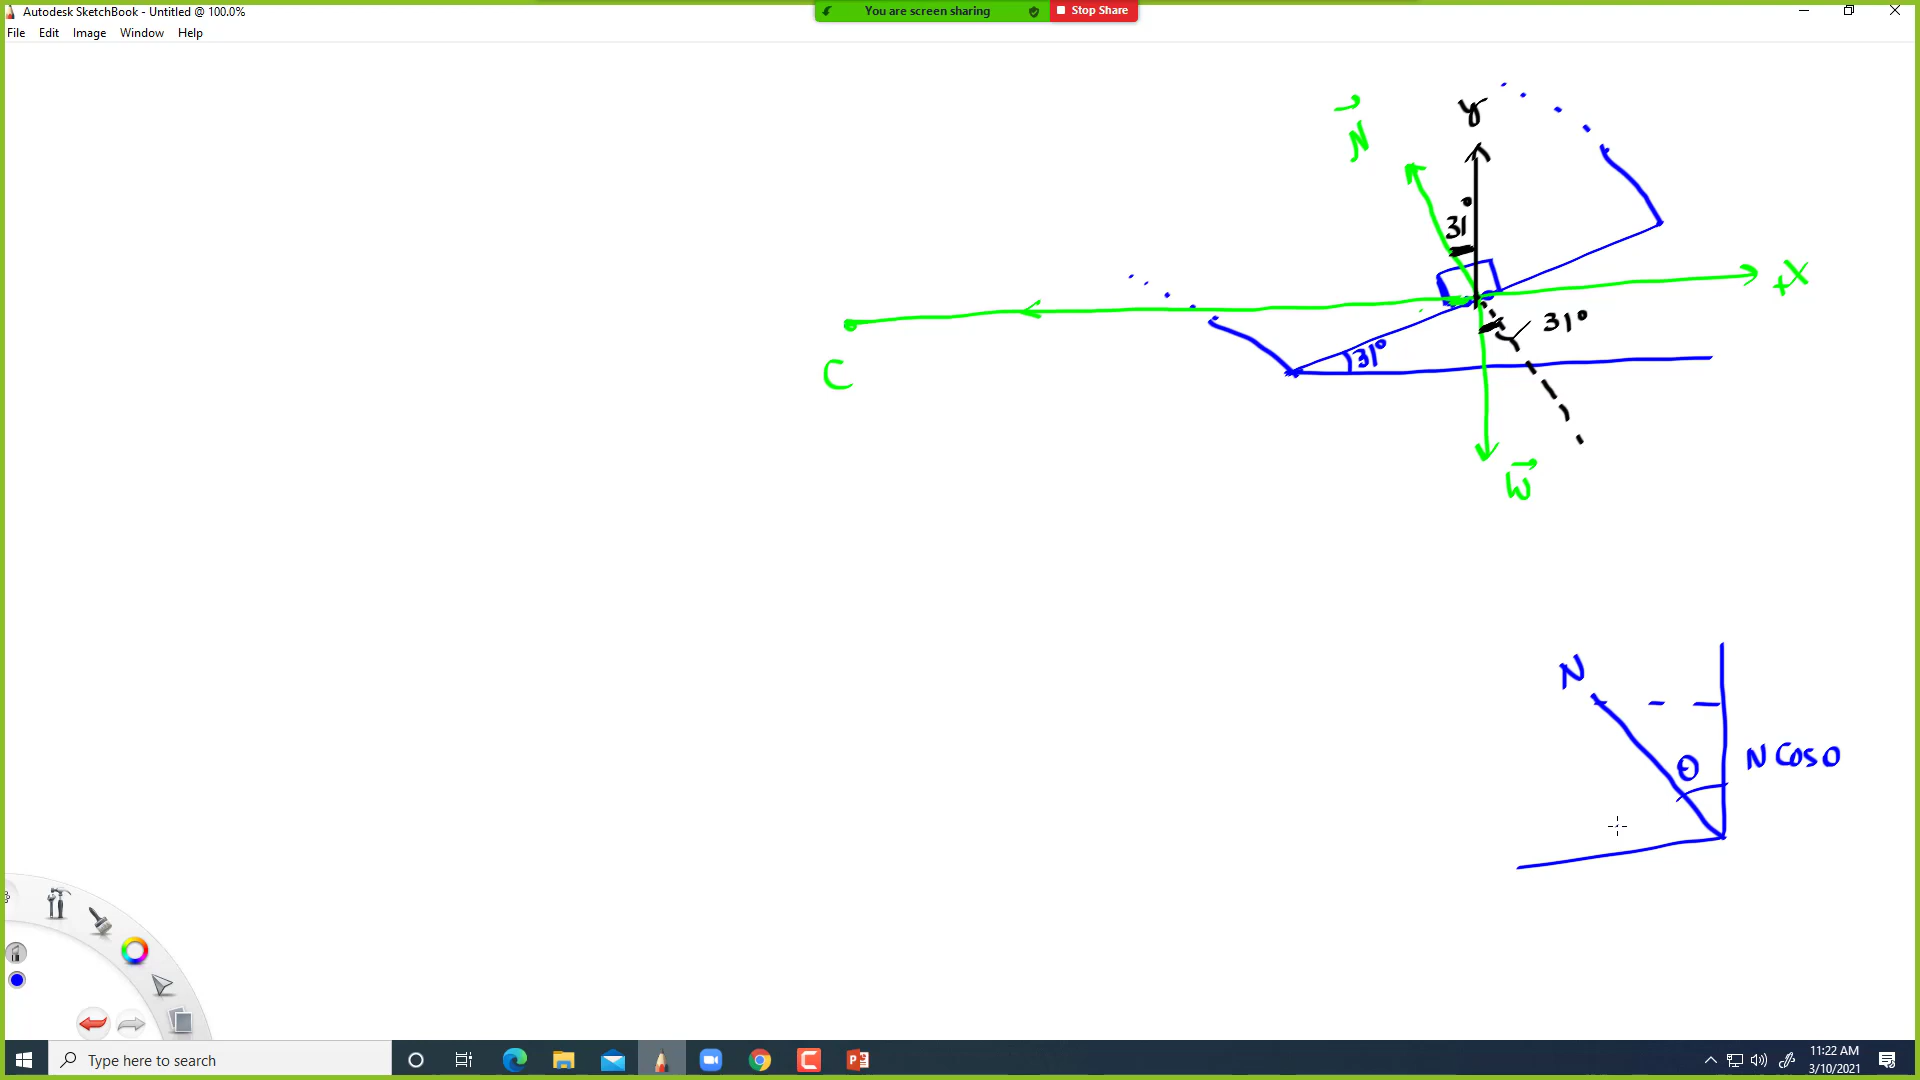 Autodesk SketchBook - Untitled @ 100.0%
You are screen sharing
Stop Share
File Edit Image Window Help
y
N
31°
+X
31°
31°
C
W
N
θ
N Cos θ
Type here to search
11:22 AM
3/10/2021